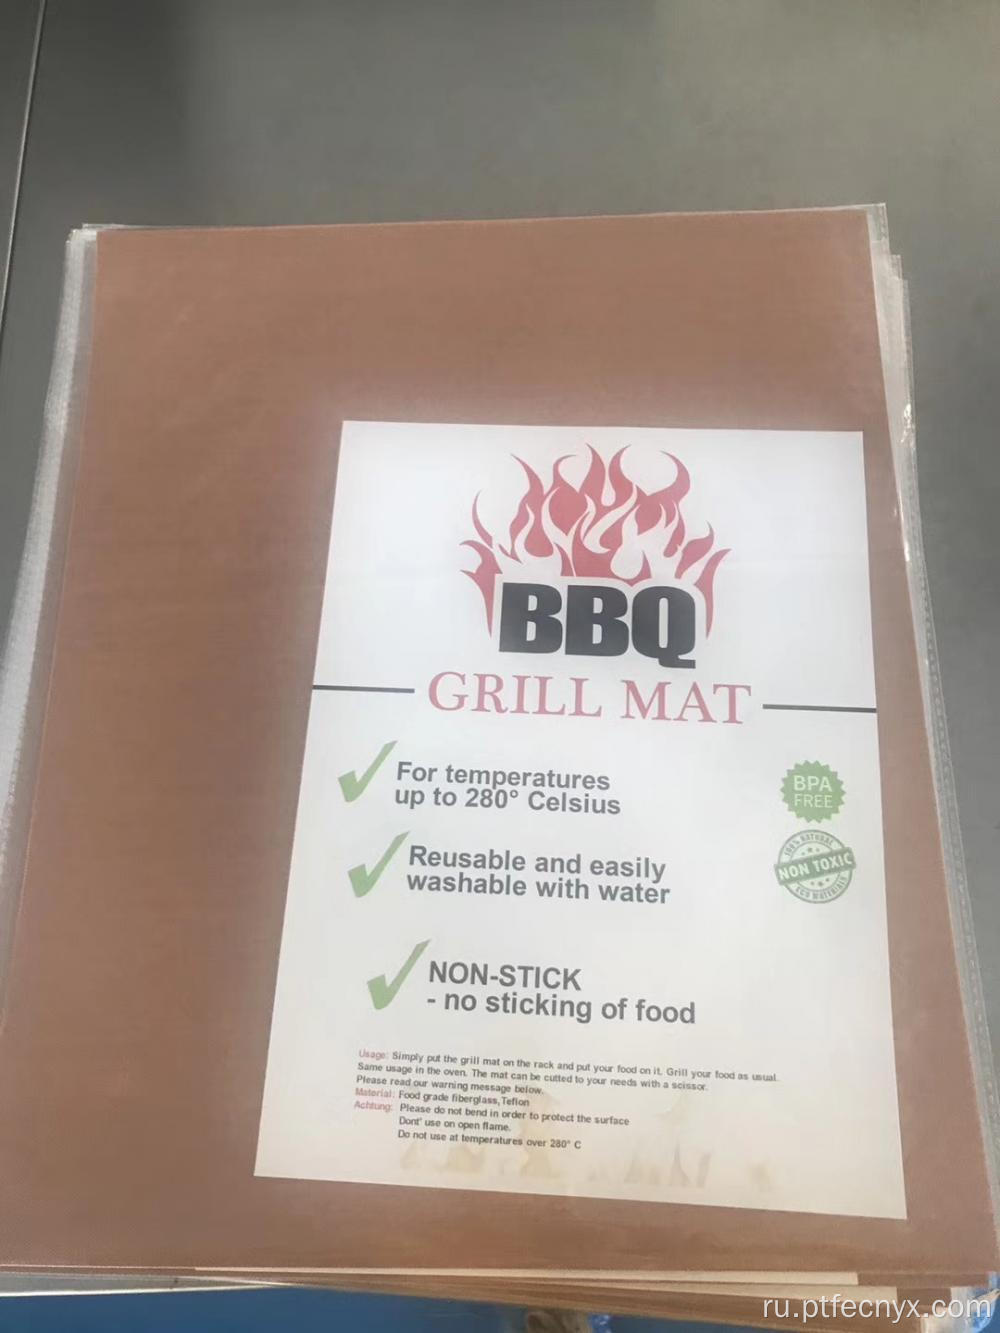 BBQ
GRILL MAT
For temperatures
up to 280° Celsius
BPA
FREE
Reusable and easily
washable with water
100% NATURAL
NON TOXIC
ECO MATERIALS
NON-STICK
- no sticking of food
Usage: Simply put the grill mat on the rack and put your food on it. Grill your food as usual.
Same usage in the oven. The mat can be cutted to your needs with a scissor.
Please read our warning message below.
Material: Food grade fiberglass,Teflon
Achtung: Please do not bend in order to protect the surface
Dont' use on open flame.
Do not use at temperatures over 280° C
ru.ptfecnyx.com